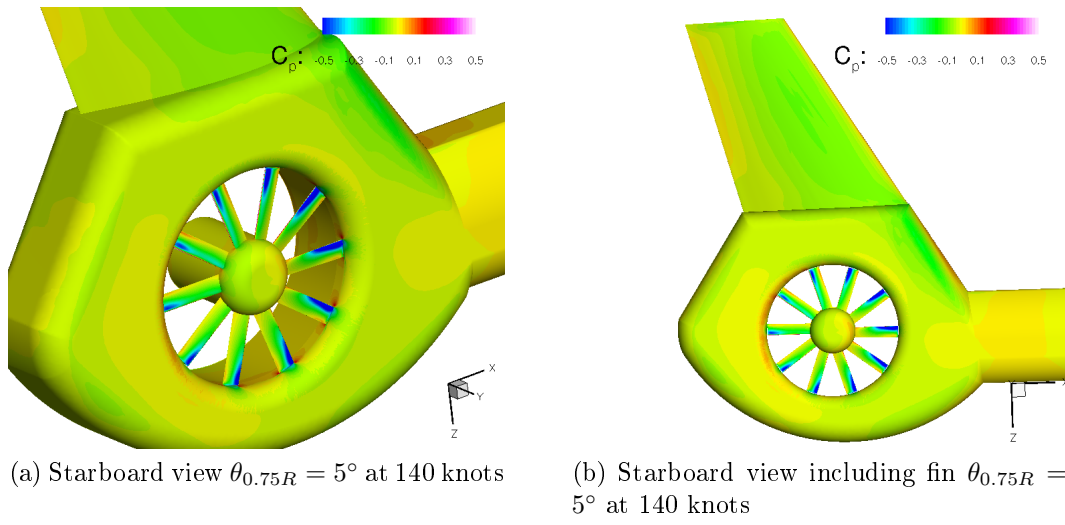 Cp: -0.5 -0.3 -0.1 0.1 0.3 0.5
X
Y
Z
(a) Starboard view θ0.75R = 5° at 140 knots
Cp: -0.5 -0.3 -0.1 0.1 0.3 0.5
X
Z
(b) Starboard view including fin θ0.75R =
5° at 140 knots